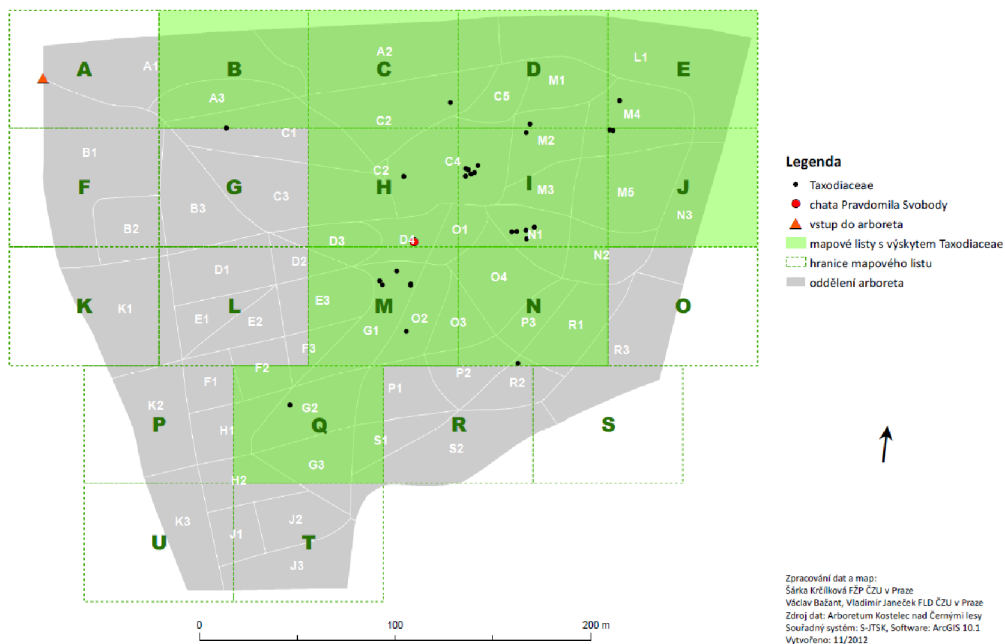 A
B
C
D
E
A1
A2
A3
C2
C5
M1
L1
M4
F
G
H
I
J
B1
B2
B3
C1
C2
C3
C4
M2
M3
M5
N3
D3
D4
O1
N1
N2
K
L
M
N
O
K1
D1
D2
E1
E2
E3
F3
G1
O2
O3
O4
P3
R1
R3
P
Q
R
S
K2
F1
F2
H1
G2
G3
P1
P2
R2
S1
S2
U
T
H2
K3
J1
J2
J3
Legenda
Taxodiaceae
chata Pravdomila Svobody
vstup do arboreta
mapové listy s výskytem Taxodiaceae
hranice mapového listu
oddělení arboreta
0
100 m
200 m
Zpracování dat a map:
Šárka Krčílková FŽP ČZU v Praze
Václav Bažant, Vladimír Janeček FLD ČZU v Praze
Zdroj dat: Arboretum Kostelec nad Černými lesy
Souřadný systém: S-JTSK, Software: ArcGIS 10.1
Vytvořeno: 11/2012